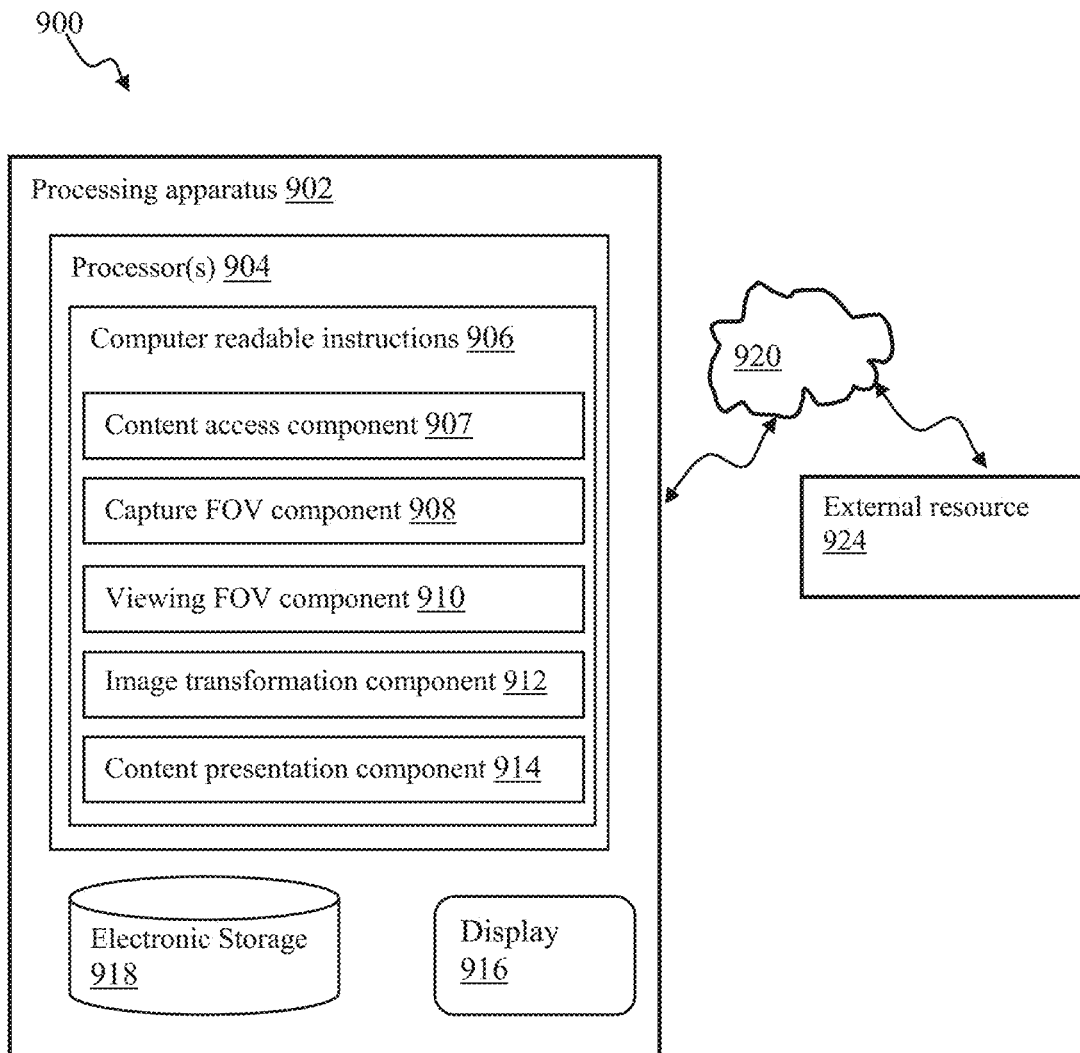 900
Processing apparatus 902
Processor(s) 904
Computer readable instructions 906
Content access component 907
Capture FOV component 908
Viewing FOV component 910
Image transformation component 912
Content presentation component 914
Electronic Storage
918
Display
916
920
External resource
924